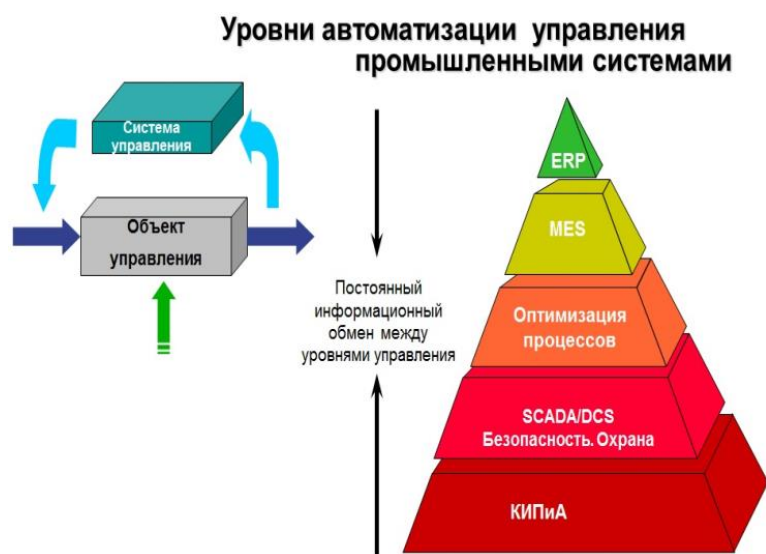 Уровни автоматизации управления
промышленными системами
Система
управления
Объект
управления
Постоянный
информационный
обмен между
уровнями управления
ERP
MES
Оптимизация
процессов
SCADA/DCS
Безопасность. Охрана
КИПиА